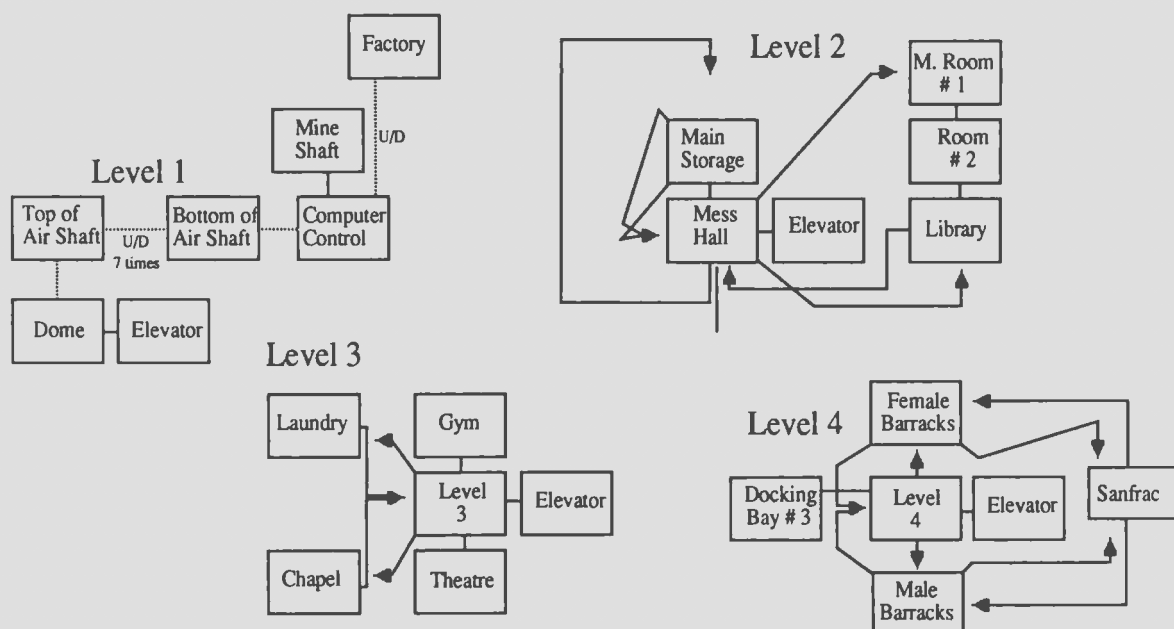 Level 1
Factory
U/D
Mine
Shaft
Top of
Air Shaft
U/D
7 times
Bottom of
Air Shaft
Computer
Control
Dome
Elevator
Level 2
M. Room
# 1
Main
Storage
Room
# 2
Mess
Hall
Elevator
Library
Level 3
Laundry
Gym
Level
3
Elevator
Chapel
Theatre
Level 4
Female
Barracks
Docking
Bay # 3
Level
4
Elevator
Sanfrac
Male
Barracks